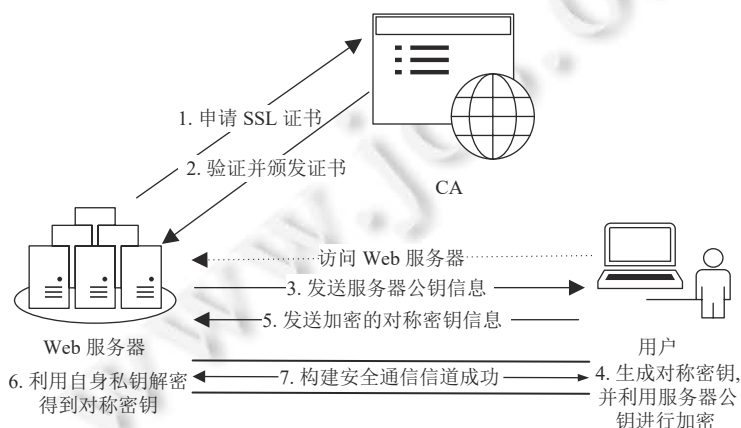 1. 申请 SSL 证书
2. 验证并颁发证书
CA
访问 Web 服务器
3. 发送服务器公钥信息
5. 发送加密的对称密钥信息
Web 服务器
用户
6. 利用自身私钥解密
得到对称密钥
7. 构建安全通信信道成功
4. 生成对称密钥,
并利用服务器公
钥进行加密